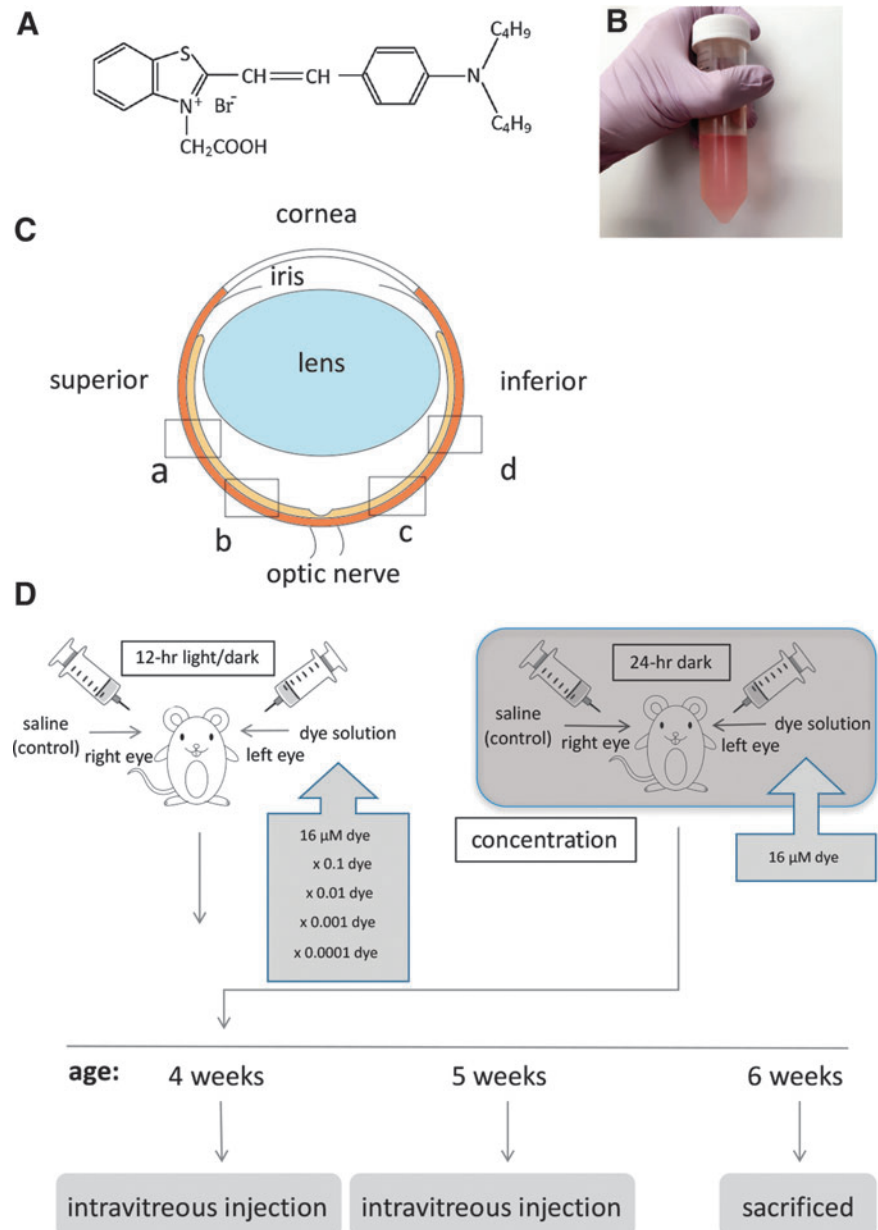 A
S
N⁺
Br⁻
CH₂COOH
CH
CH
N
C₄H₉
C₄H₉
B
C
cornea
iris
lens
superior
inferior
a
b
c
d
optic nerve
D
12-hr light/dark
saline
(control)
right eye
left eye
dye solution
16 μM dye
x 0.1 dye
x 0.01 dye
x 0.001 dye
x 0.0001 dye
24-hr dark
saline
(control)
right eye
left eye
dye solution
concentration
16 μM dye
age:
4 weeks
5 weeks
6 weeks
intravitreous injection
intravitreous injection
sacrificed